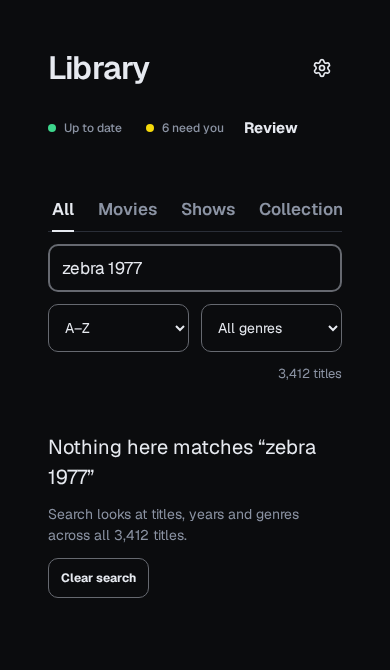 Library
Up to date
6 need you
Review
All Movies Shows Collection
zebra 1977
A–Z
All genres
3,412 titles
Nothing here matches “zebra
1977”
Search looks at titles, years and genres
across all 3,412 titles.
Clear search